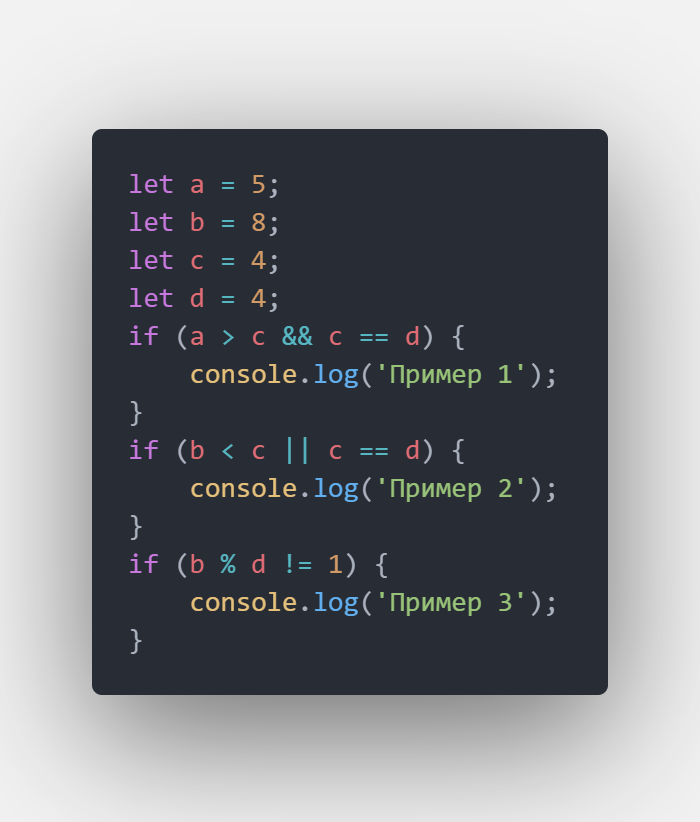 let a = 5;
let b = 8;
let c = 4;
let d = 4;
if (a > c && c == d) {
    console.log('Пример 1');
}
if (b < c || c == d) {
    console.log('Пример 2');
}
if (b % d != 1) {
    console.log('Пример 3');
}